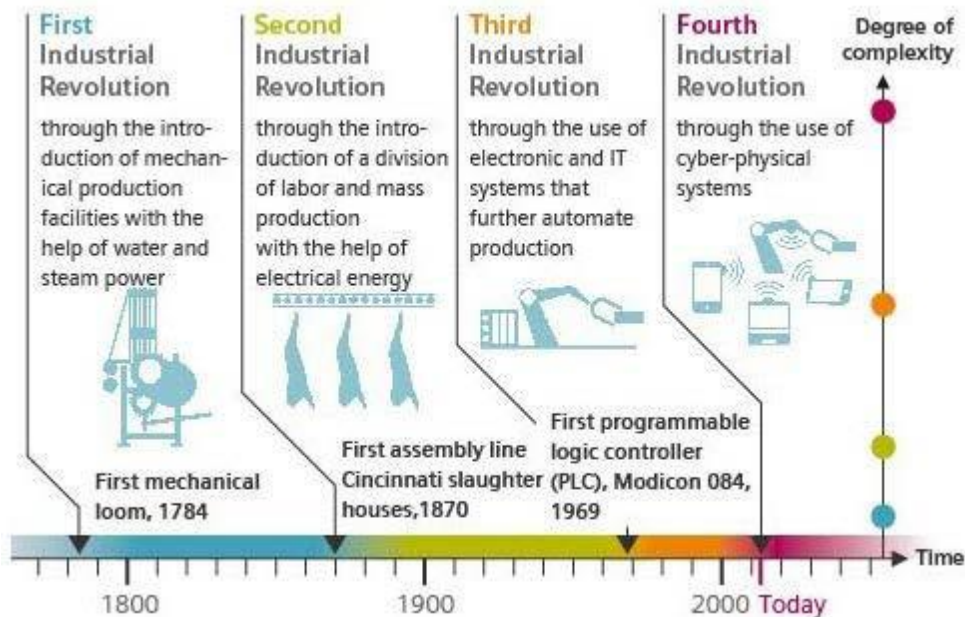 First
Industrial
Revolution
through the intro-
duction of mechan-
ical production
facilities with the
help of water and
steam power
Second
Industrial
Revolution
through the intro-
duction of a division
of labor and mass
production
with the help of
electrical energy
Third
Industrial
Revolution
through the use of
electronic and IT
systems that
further automate
production
Fourth
Industrial
Revolution
through the use of
cyber-physical
systems
Degree of
complexity
First mechanical
loom, 1784
First assembly line
Cincinnati slaughter
houses,1870
First programmable
logic controller
(PLC), Modicon 084,
1969
Time
1800
1900
2000
Today